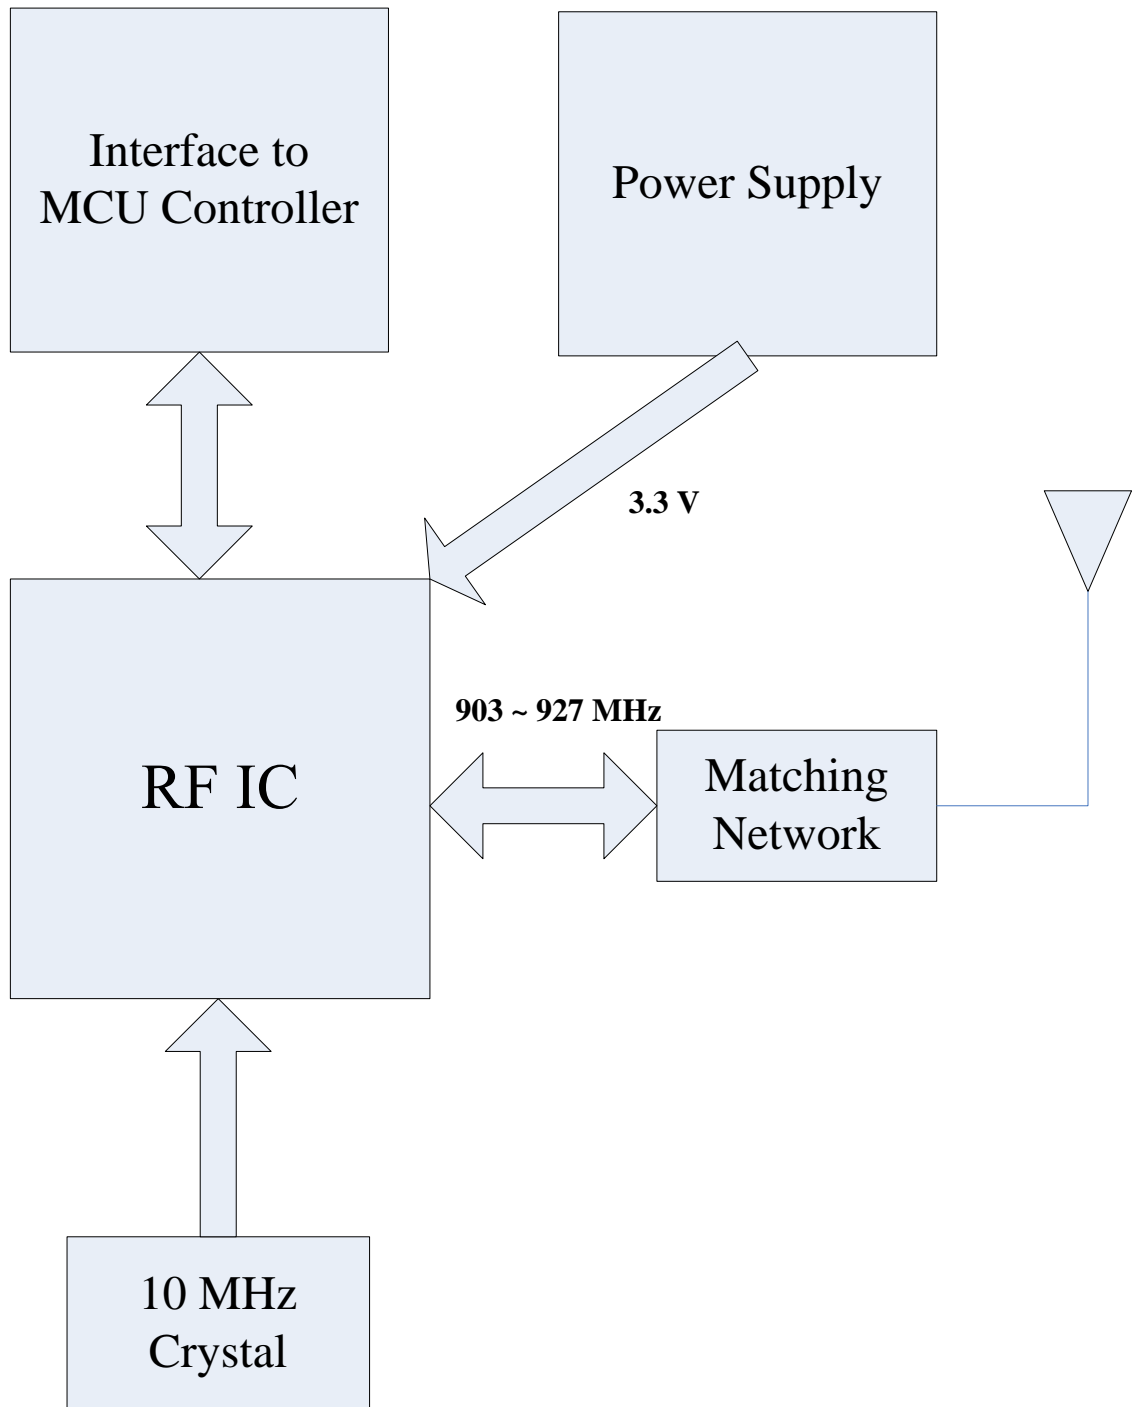 Interface to
MCU Controller
Power Supply
3.3 V
903 ~ 927 MHz
RF IC
Matching
Network
10 MHz
Crystal